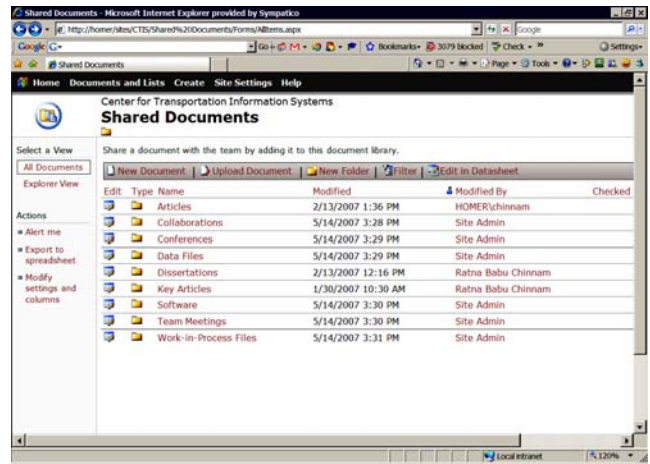 Shared Documents - Microsoft Internet Explorer provided by Sympatico
http://homer/sites/CTIS/Shared%20Documents/Forms/AllItems.aspx
Google
Google G Go M Bookmarks 3079 blocked Check Settings
Shared Documents Page Tools
Home Documents and Lists Create Site Settings Help
Center for Transportation Information Systems
Shared Documents
Select a View Share a document with the team by adding it to this document library.
All Documents New Document | Upload Document | New Folder | Filter | Edit in Datasheet
Explorer View Edit Type Name Modified Modified By Checked
Articles 2/13/2007 1:36 PM HOMER\chinnam
Actions Collaborations 5/14/2007 3:28 PM Site Admin
Alert me Conferences 5/14/2007 3:29 PM Site Admin
Export to spreadsheet Data Files 5/14/2007 3:29 PM Site Admin
Modify settings and columns Dissertations 2/13/2007 12:16 PM Ratna Babu Chinnam
Key Articles 1/30/2007 10:30 AM Ratna Babu Chinnam
Software 5/14/2007 3:30 PM Site Admin
Team Meetings 5/14/2007 3:30 PM Site Admin
Work-in-Process Files 5/14/2007 3:31 PM Site Admin
Local intranet 120%